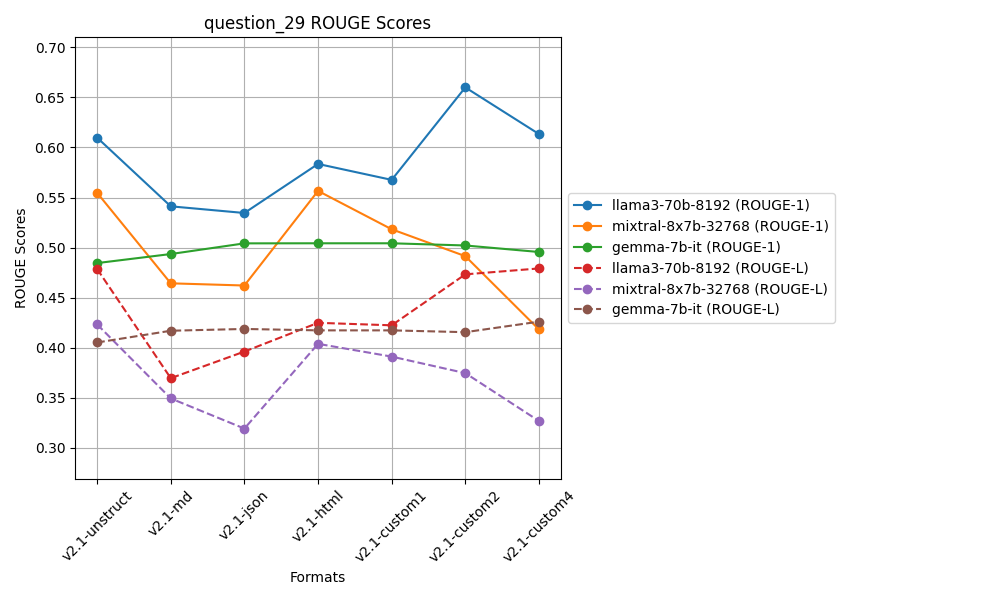 question_29 ROUGE Scores
ROUGE Scores
0.70
0.65
0.60
0.55
0.50
0.45
0.40
0.35
0.30
v2.1-unstruct
v2.1-md
v2.1-json
v2.1-html
v2.1-custom1
v2.1-custom2
v2.1-custom4
Formats
llama3-70b-8192 (ROUGE-1)
mixtral-8x7b-32768 (ROUGE-1)
gemma-7b-it (ROUGE-1)
llama3-70b-8192 (ROUGE-L)
mixtral-8x7b-32768 (ROUGE-L)
gemma-7b-it (ROUGE-L)